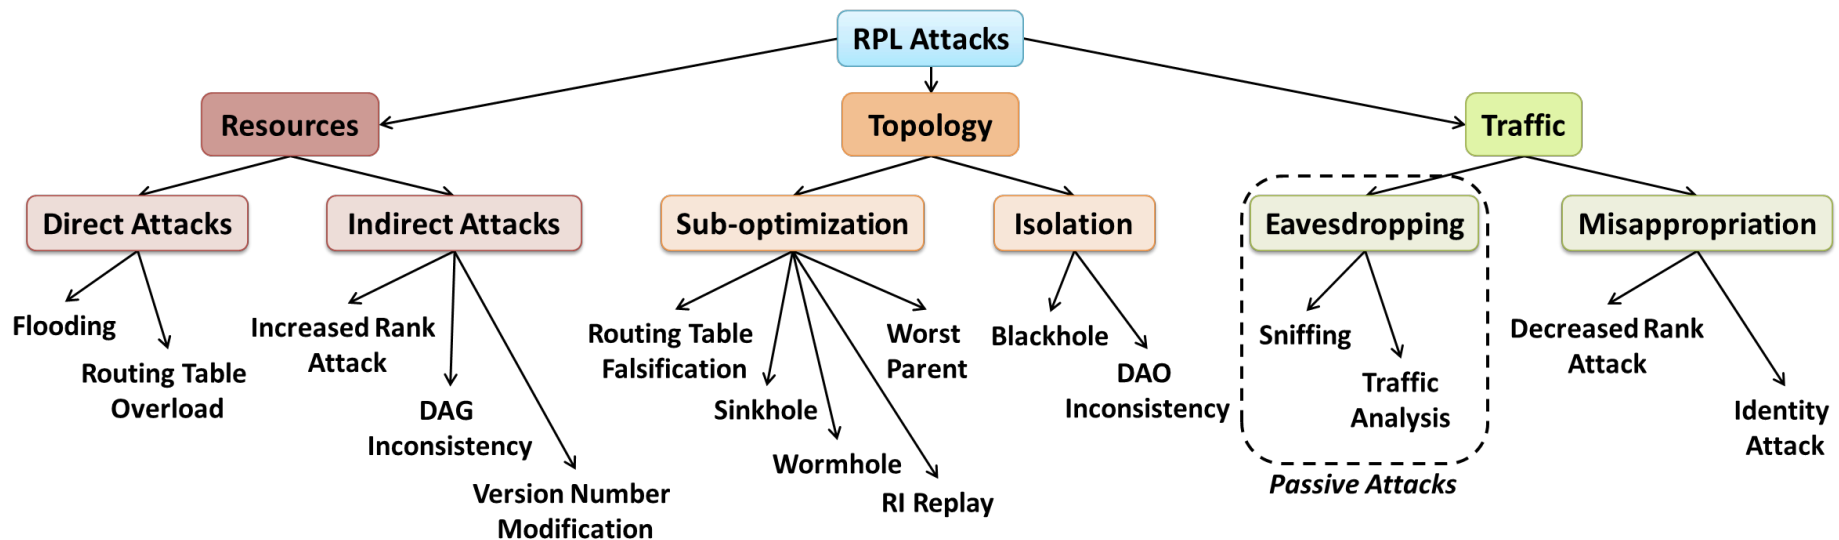 RPL Attacks
Resources
Topology
Traffic
Direct Attacks
Indirect Attacks
Sub-optimization
Isolation
Eavesdropping
Misappropriation
Flooding
Routing Table
Overload
Increased Rank
Attack
DAG
Inconsistency
Version Number
Modification
Routing Table
Falsification
Sinkhole
Wormhole
RI Replay
Worst
Parent
Blackhole
DAO
Inconsistency
Sniffing
Traffic
Analysis
Passive Attacks
Decreased Rank
Attack
Identity
Attack